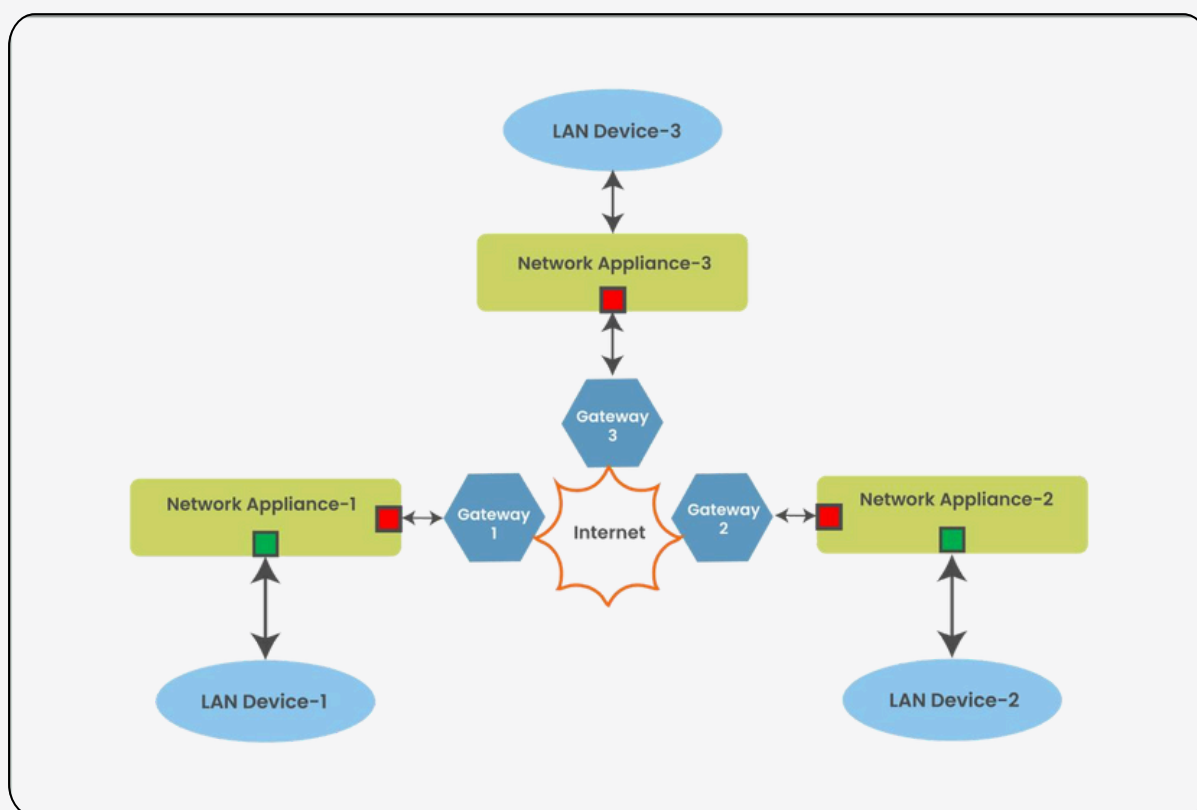 LAN Device-3
Network Appliance-3
Gateway
3
Network Appliance-1
Gateway
1
Internet
Gateway
2
Network Appliance-2
LAN Device-1
LAN Device-2